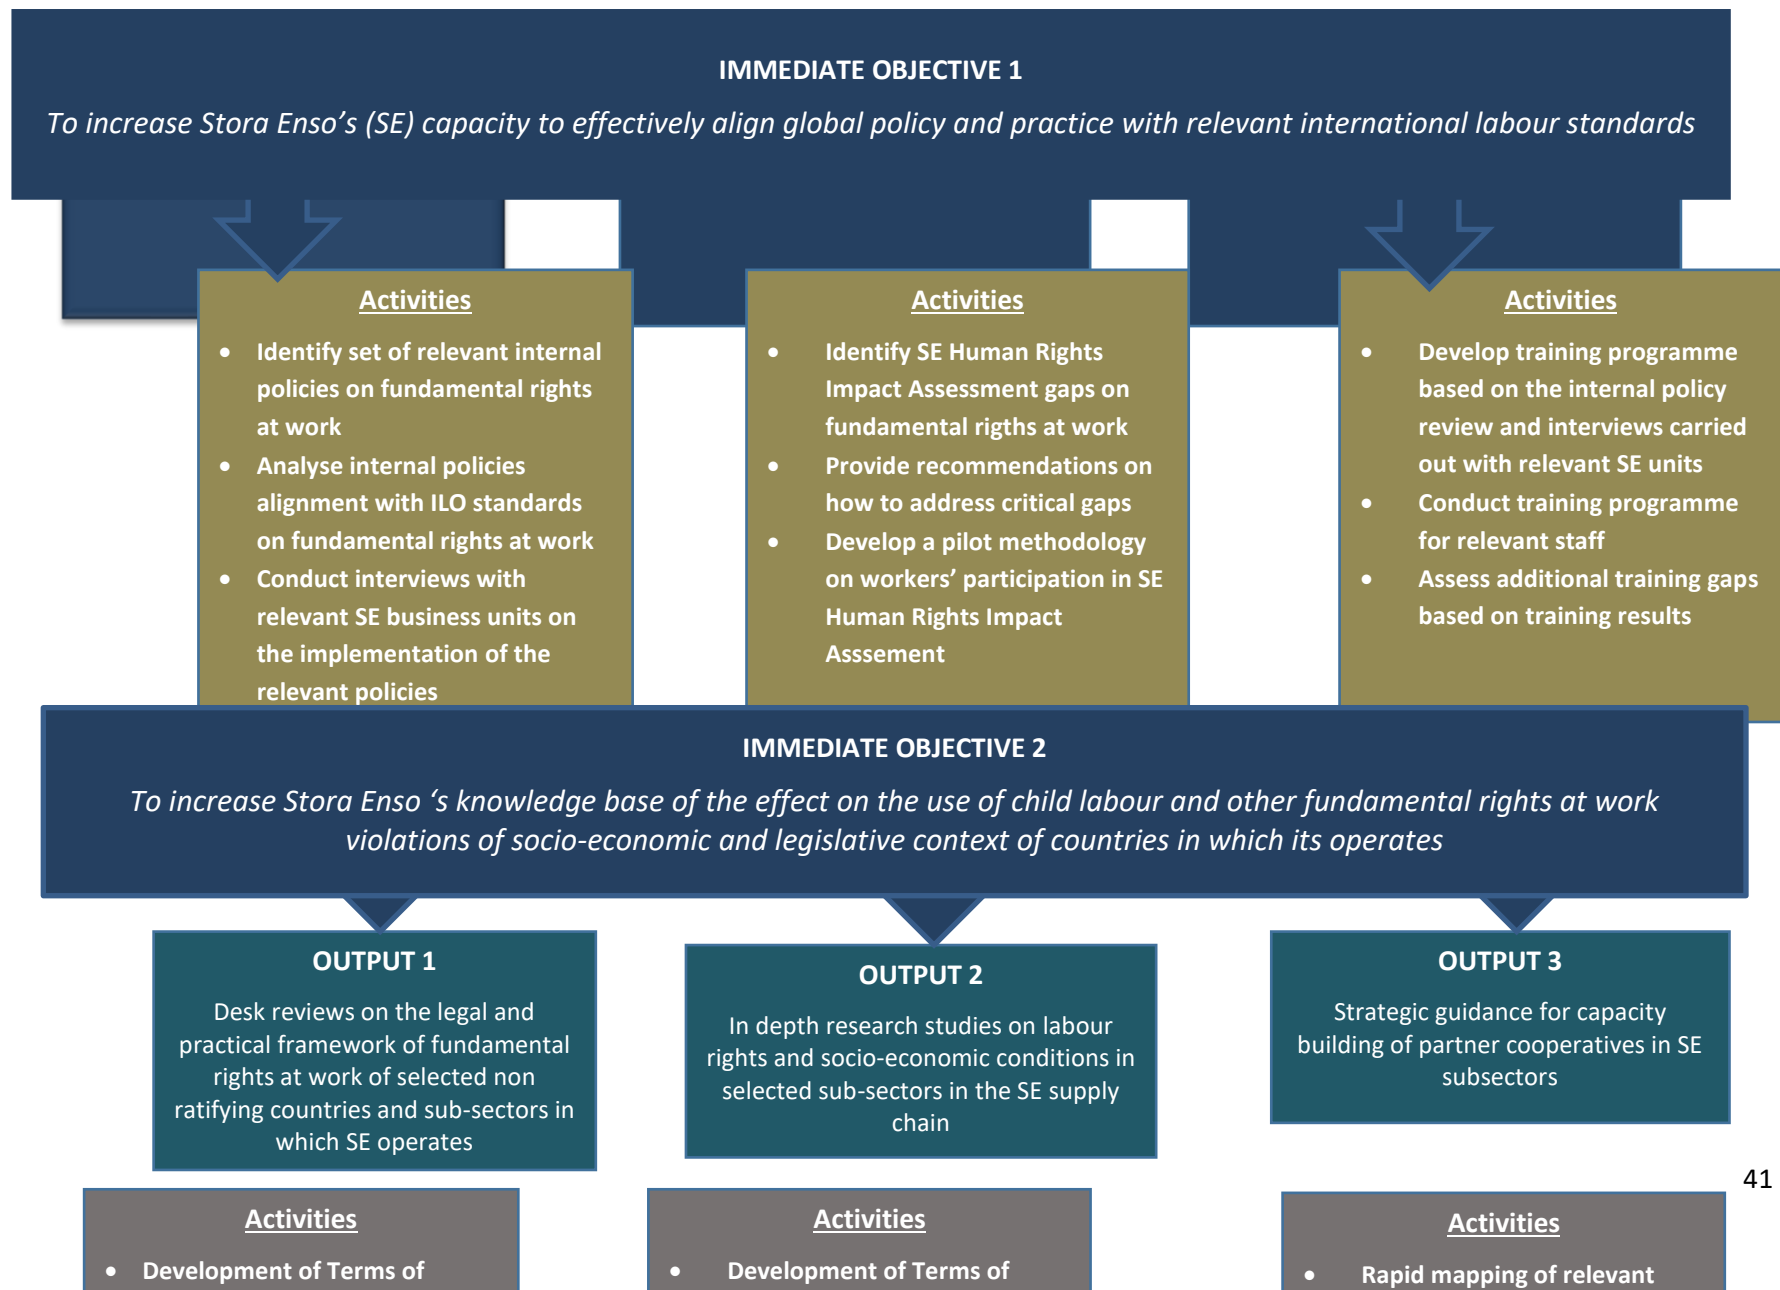 IMMEDIATE OBJECTIVE 1
To increase Stora Enso's (SE) capacity to effectively align global policy and practice with relevant international labour standards
Activities
• Identify set of relevant internal
policies on fundamental rights
at work
• Analyse internal policies
alignment with ILO standards
on fundamental rights at work
• Conduct interviews with
relevant SE business units on
the implementation of the
relevant policies
Activities
• Identify SE Human Rights
Impact Assessment gaps on
fundamental rigths at work
• Provide recommendations on
how to address critical gaps
• Develop a pilot methodology
on workers' participation in SE
Human Rights Impact
Asssement
Activities
• Develop training programme
based on the internal policy
review and interviews carried
out with relevant SE units
• Conduct training programme
for relevant staff
• Assess additional training gaps
based on training results
IMMEDIATE OBJECTIVE 2
To increase Stora Enso 's knowledge base of the effect on the use of child labour and other fundamental rights at work
violations of socio-economic and legislative context of countries in which its operates
OUTPUT 1
Desk reviews on the legal and
practical framework of fundamental
rights at work of selected non
ratifying countries and sub-sectors in
which SE operates
OUTPUT 2
In depth research studies on labour
rights and socio-economic conditions in
selected sub-sectors in the SE supply
chain
OUTPUT 3
Strategic guidance for capacity
building of partner cooperatives in SE
subsectors
41
Activities
• Development of Terms of
Activities
• Development of Terms of
Activities
• Rapid mapping of relevant